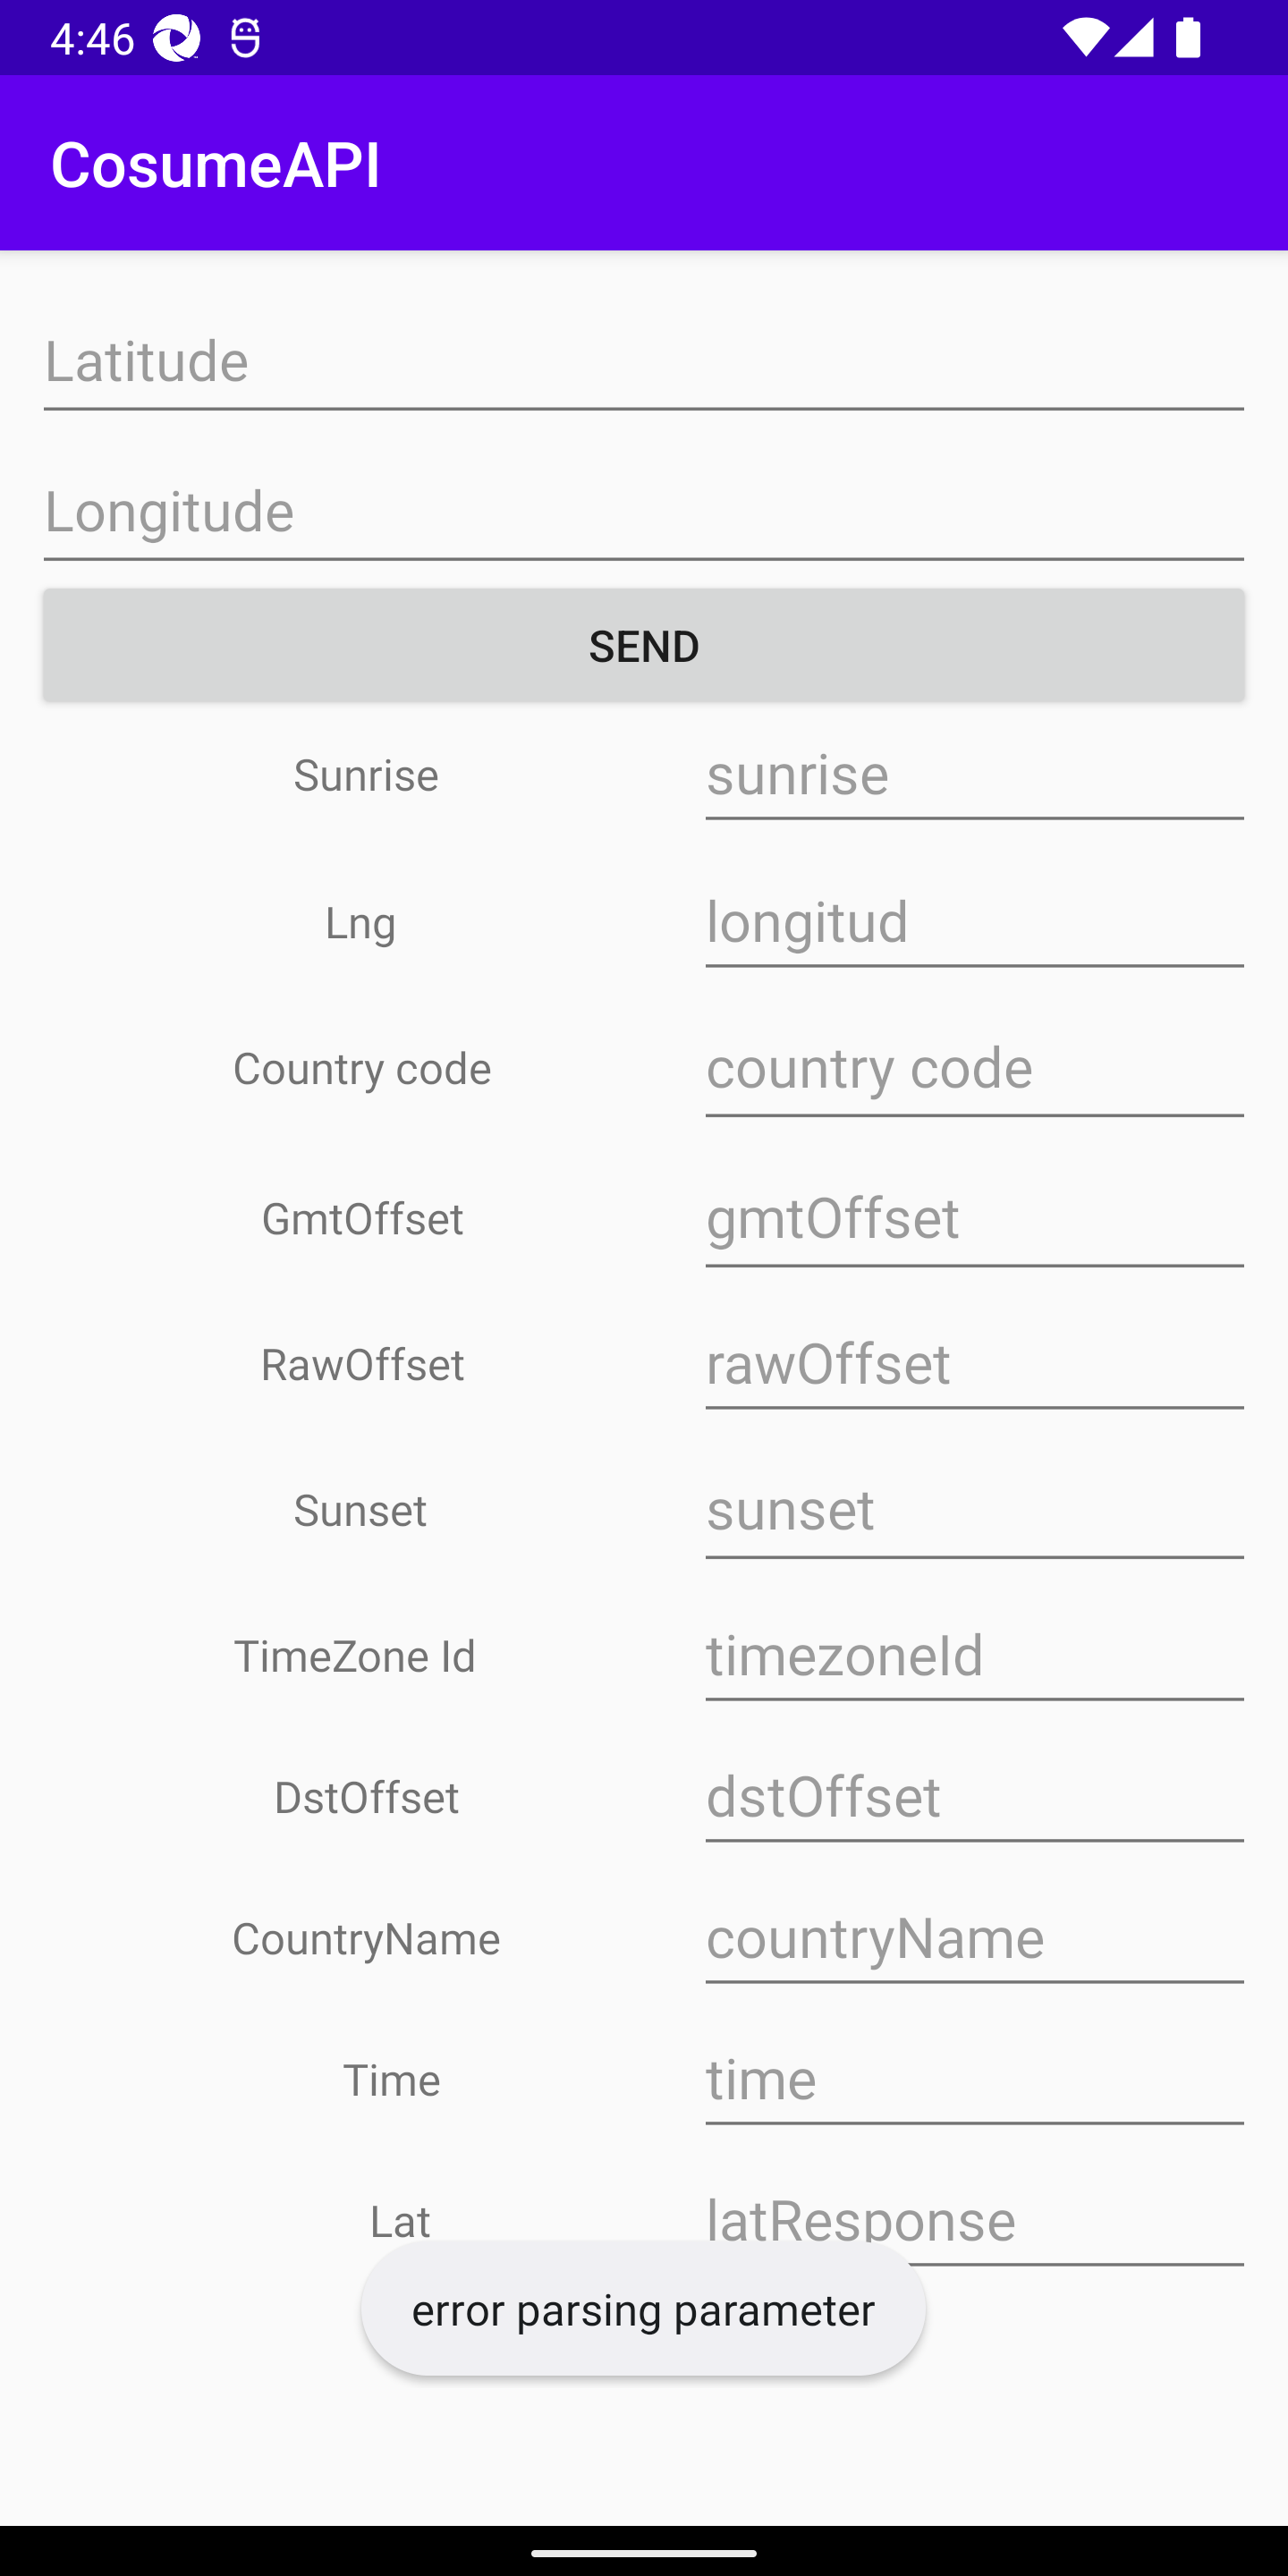 4:46
CosumeAPI
Latitude
Longitude
SEND
Sunrise sunrise
Lng longitud
Country code country code
GmtOffset gmtOffset
RawOffset rawOffset
Sunset sunset
TimeZone Id timezoneId
DstOffset dstOffset
CountryName countryName
Time time
Lat latResponse
error parsing parameter